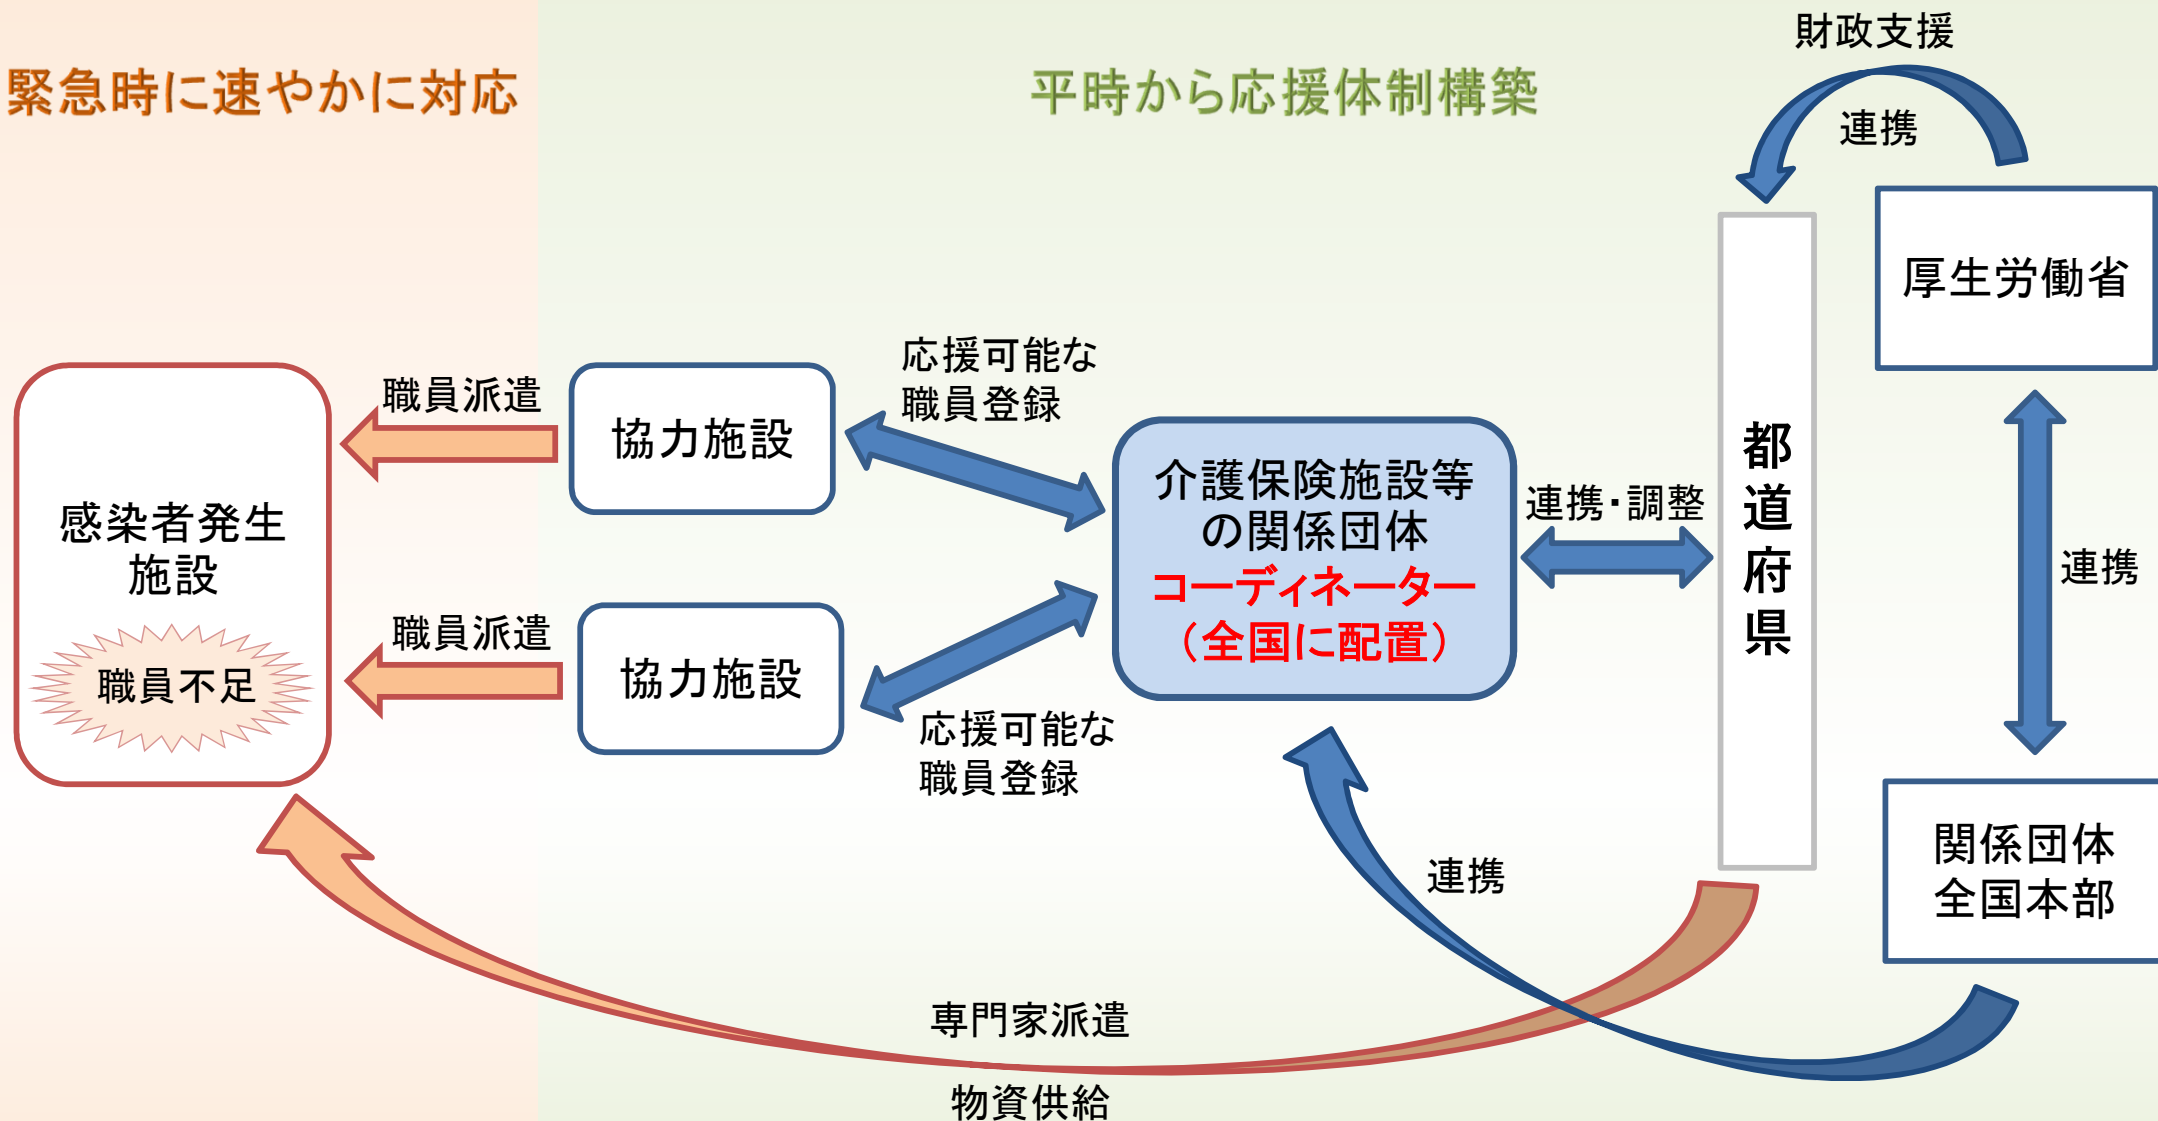 財政支援
緊急時に速やかに対応
平時から応援体制構築
連携
厚生労働省
応援可能な
職員登録
職員派遣
協力施設
都道府県
介護保険施設等
の関係団体
コーディネーター
（全国に配置）
連携・調整
感染者発生
施設
職員不足
連携
職員派遣
協力施設
応援可能な
職員登録
関係団体
全国本部
連携
専門家派遣
物資供給